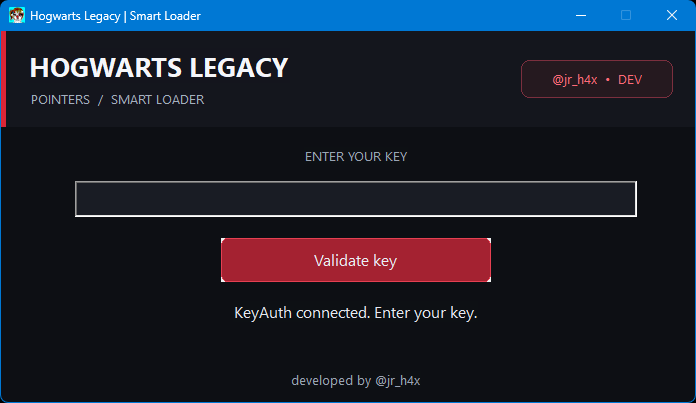 Hogwarts Legacy | Smart Loader
HOGWARTS LEGACY
@jr_h4x • DEV
POINTERS / SMART LOADER
ENTER YOUR KEY
Validate key
KeyAuth connected. Enter your key.
developed by @jr_h4x